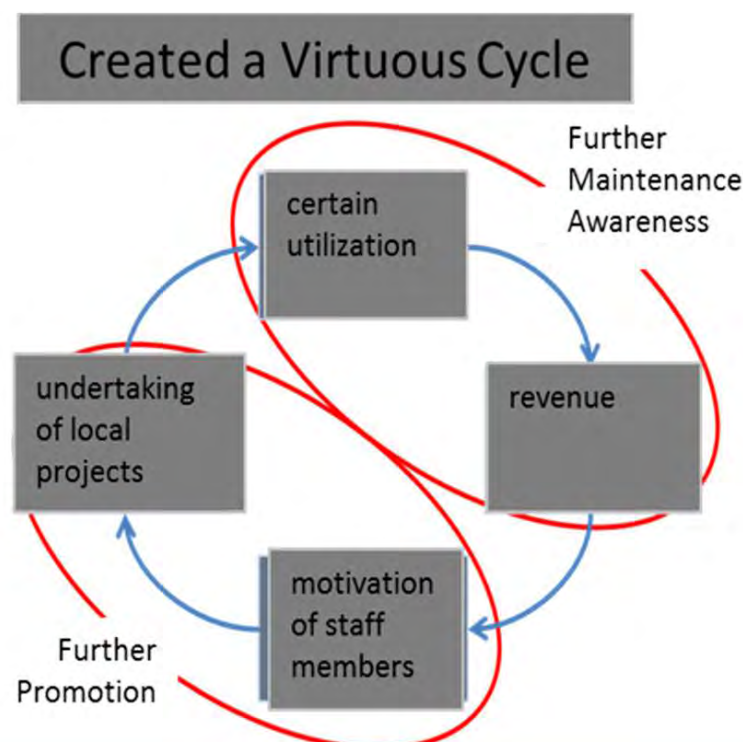 Created a Virtuous Cycle
Further
Maintenance
Awareness
certain
utilization
revenue
undertaking
of local
projects
motivation
of staff
members
Further
Promotion